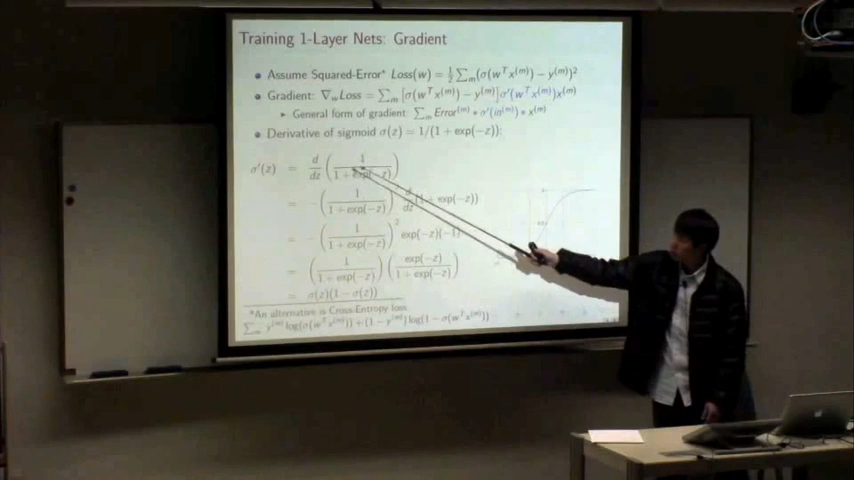 Training 1-Layer Nets: Gradient
Assume Squared-Error* Loss(w) = ½ ∑ₘ(σ(wᵀx⁽ᵐ⁾) − y⁽ᵐ⁾)²
Gradient: ∇wLoss = ∑ₘ[σ(wᵀx⁽ᵐ⁾) − y⁽ᵐ⁾]σ′(wᵀx⁽ᵐ⁾)x⁽ᵐ⁾
General form of gradient: ∑ₘ Error⁽ᵐ⁾ ∗ σ′(in⁽ᵐ⁾) ∗ x⁽ᵐ⁾
Derivative of sigmoid σ(z) = 1/(1 + exp(−z)):
σ′(z) = d/dz (1/(1 + exp(−z)))
= −(1/(1 + exp(−z)))² d/dz(1 + exp(−z))
= −(1/(1 + exp(−z)))² exp(−z)(−1)
= (1/(1 + exp(−z))) (exp(−z)/(1 + exp(−z)))
= σ(z)(1 − σ(z))
*An alternative is Cross-Entropy loss:
∑ₘ y⁽ᵐ⁾ log(σ(wᵀx⁽ᵐ⁾)) + (1 − y⁽ᵐ⁾) log(1 − σ(wᵀx⁽ᵐ⁾))